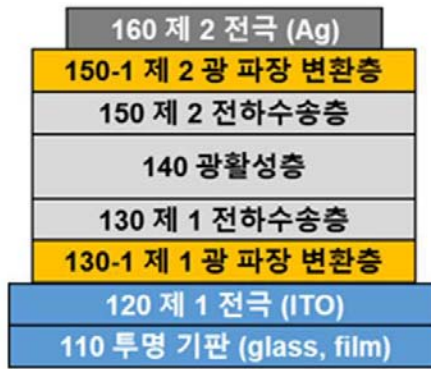 160 제 2 전극 (Ag)
150-1 제 2 광 파장 변환층
150 제 2 전하수송층
140 광활성층
130 제 1 전하수송층
130-1 제 1 광 파장 변환층
120 제 1 전극 (ITO)
110 투명 기판 (glass, film)